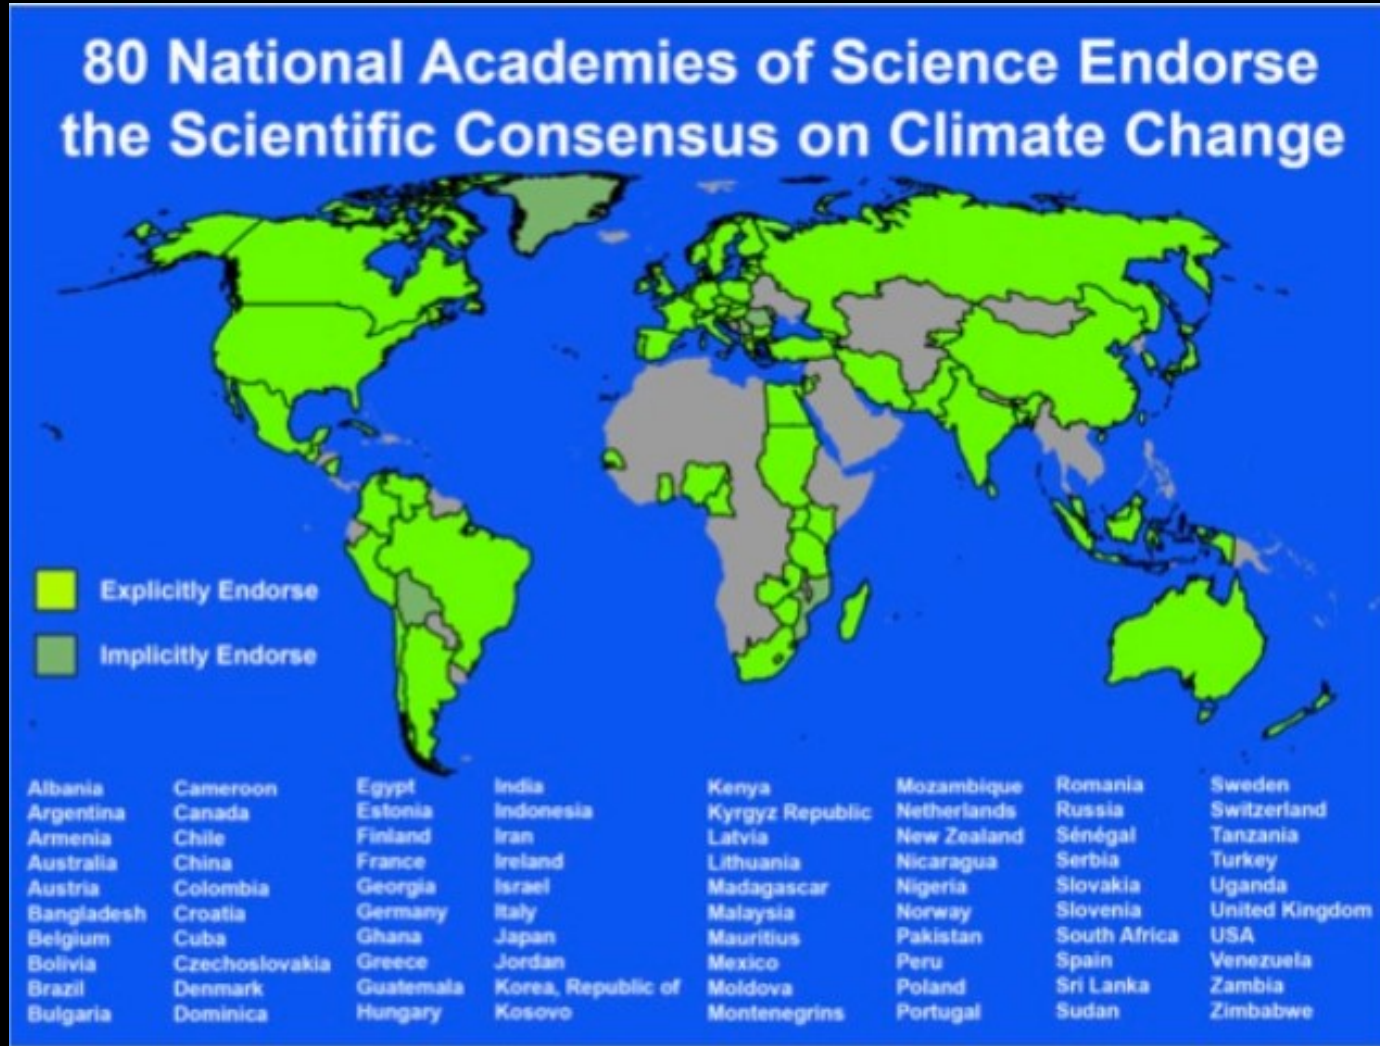 80 National Academies of Science Endorse
the Scientific Consensus on Climate Change
Explicitly Endorse
Implicitly Endorse
Albania
Argentina
Armenia
Australia
Austria
Bangladesh
Belgium
Bolivia
Brazil
Bulgaria
Cameroon
Canada
Chile
China
Colombia
Croatia
Cuba
Czechoslovakia
Denmark
Dominica
Egypt
Estonia
Finland
France
Georgia
Germany
Ghana
Greece
Guatemala
Hungary
India
Indonesia
Iran
Ireland
Israel
Italy
Japan
Jordan
Korea, Republic of
Kosovo
Kenya
Kyrgyz Republic
Latvia
Lithuania
Madagascar
Malaysia
Mauritius
Mexico
Moldova
Montenegrins
Mozambique
Netherlands
New Zealand
Nicaragua
Nigeria
Norway
Pakistan
Peru
Poland
Portugal
Romania
Russia
Sénégal
Serbia
Slovakia
Slovenia
South Africa
Spain
Sri Lanka
Sudan
Sweden
Switzerland
Tanzania
Turkey
Uganda
United Kingdom
USA
Venezuela
Zambia
Zimbabwe